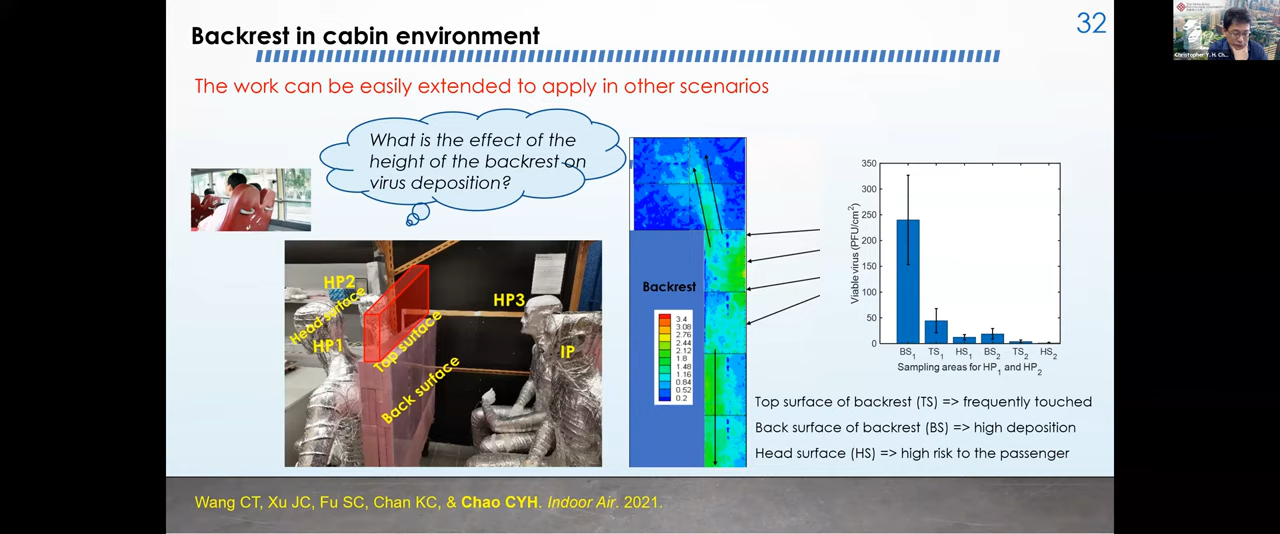 Backrest in cabin environment
32
The work can be easily extended to apply in other scenarios
What is the effect of the
height of the backrest on
virus deposition?
HP2
Head surface
HP1
Top surface
Back surface
HP3
IP
Backrest
3.4
3.08
2.76
2.44
2.12
1.8
1.48
1.16
0.84
0.52
0.2
Viable virus (PFU/cm²)
350
300
250
200
150
100
50
0
BS₁ TS₁ HS₁ BS₂ TS₂ HS₂
Sampling areas for HP₁ and HP₂
Top surface of backrest (TS) => frequently touched
Back surface of backrest (BS) => high deposition
Head surface (HS) => high risk to the passenger
Wang CT, Xu JC, Fu SC, Chan KC, & Chao CYH. Indoor Air. 2021.
Christopher Y. H. Ch...